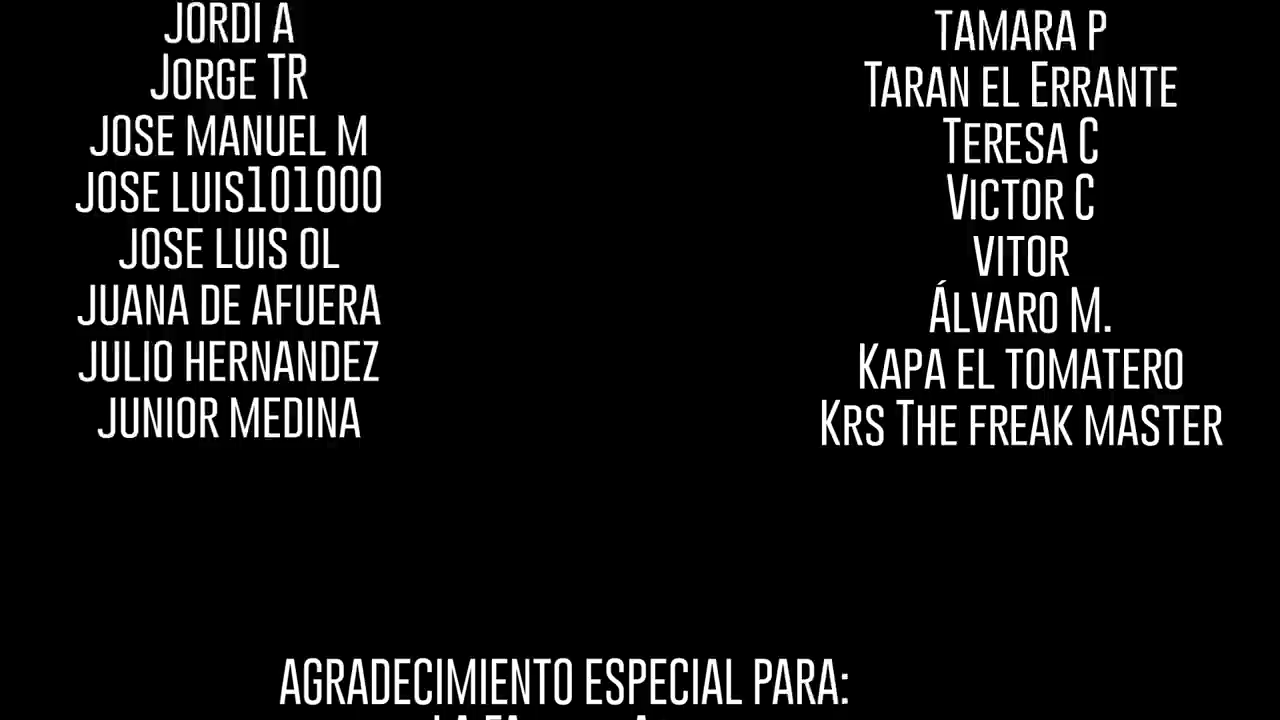 JORDI A
JORGE TR
JOSE MANUEL M
JOSE LUIS101000
JOSE LUIS OL
JUANA DE AFUERA
JULIO HERNANDEZ
JUNIOR MEDINA
TAMARA P
TARAN EL ERRANTE
TERESA C
VICTOR C
VITOR
ÁLVARO M.
KAPA EL TOMATERO
KRS THE FREAK MASTER
AGRADECIMIENTO ESPECIAL PARA: